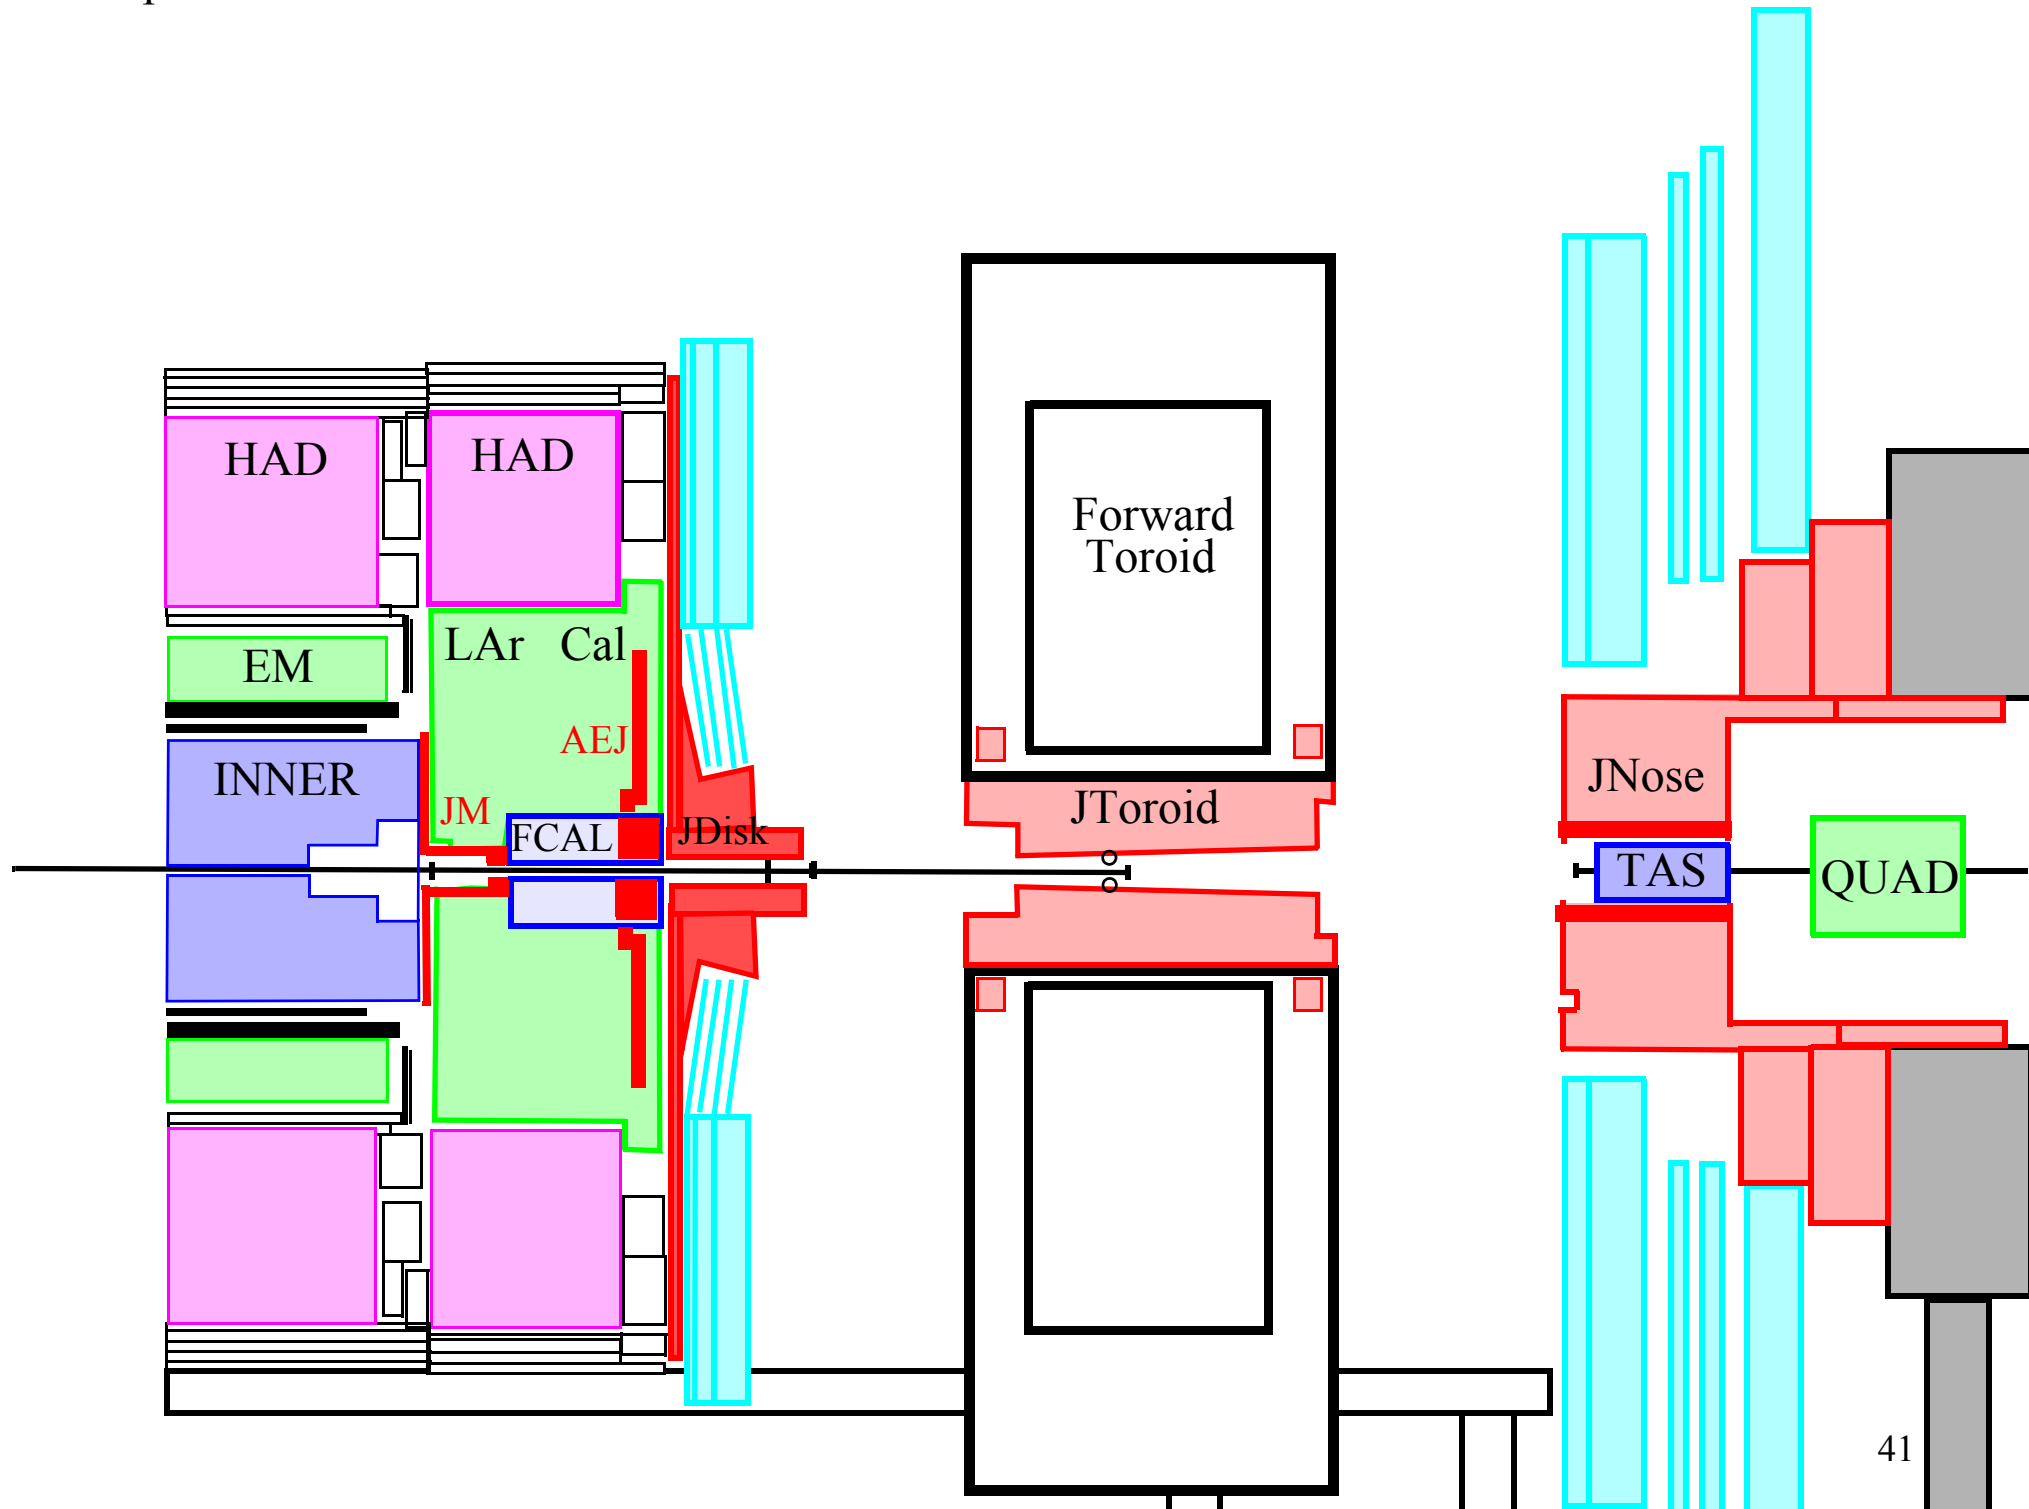 HAD
HAD
Forward
Toroid
LAr Cal
EM
AEJ
INNER
JNose
JM
JToroid
FCAL
JDisk
TAS
QUAD
41